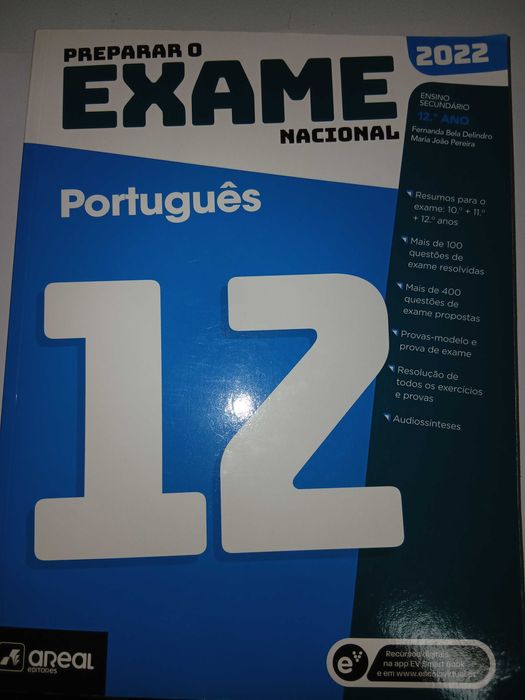 PREPARAR O
EXAME
NACIONAL
2022
ENSINO
SECUNDÁRIO
12.º ANO
Fernanda Bela Delindro
Maria João Pereira
Português
Resumos para o
exame: 10.º + 11.º
+ 12.º anos
Mais de 100
questões de
exame resolvidas
Mais de 400
questões de
exame propostas
Provas-modelo e
prova de exame
Resolução de
todos os exercícios
e provas
Audiossínteses
12
AREAL
EDITORES
e
Recursos digitais
na app EV Smart Book
e em www.escolavirtual.pt